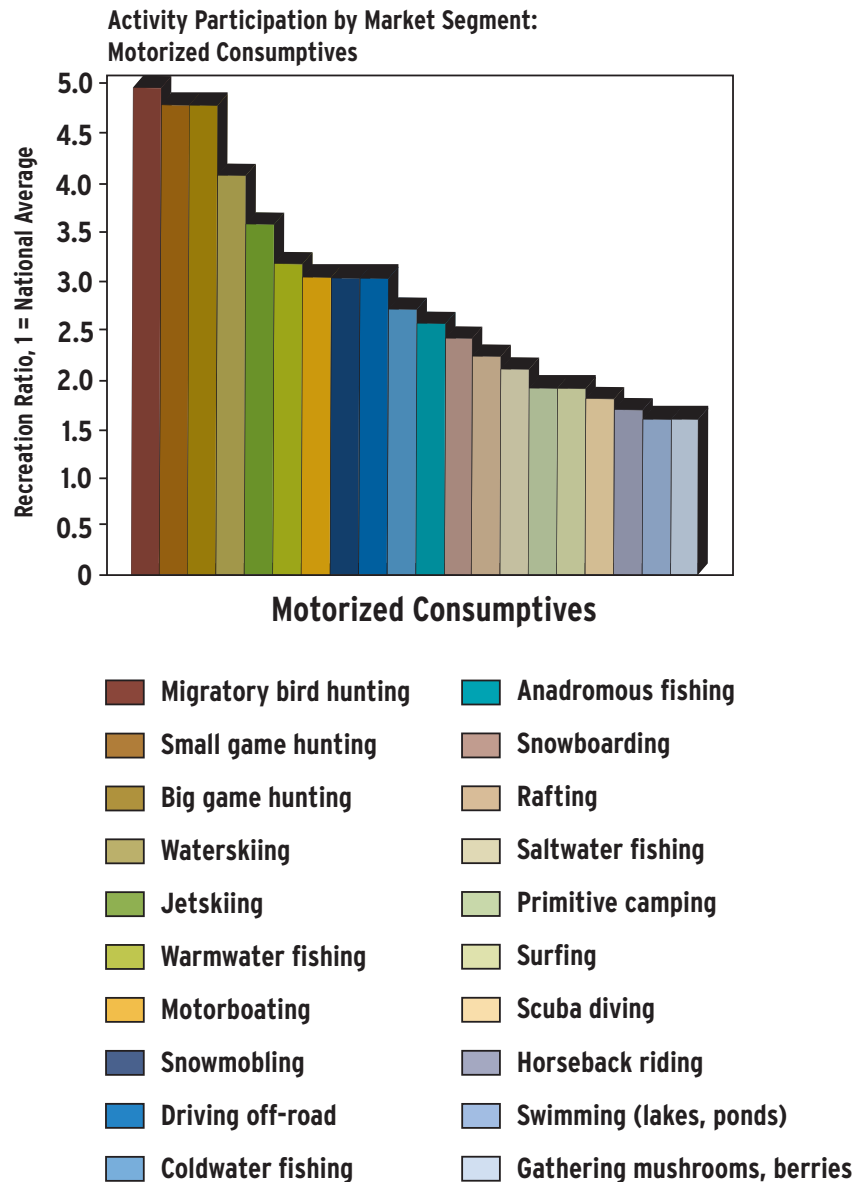 Activity Participation by Market Segment:
Motorized Consumptives
Recreation Ratio, 1 = National Average
5.0
4.5
4.0
3.5
3.0
2.5
2.0
1.5
1.0
0.5
0
Motorized Consumptives
Migratory bird hunting
Small game hunting
Big game hunting
Waterskiing
Jetskiing
Warmwater fishing
Motorboating
Snowmobling
Driving off-road
Coldwater fishing
Anadromous fishing
Snowboarding
Rafting
Saltwater fishing
Primitive camping
Surfing
Scuba diving
Horseback riding
Swimming (lakes, ponds)
Gathering mushrooms, berries